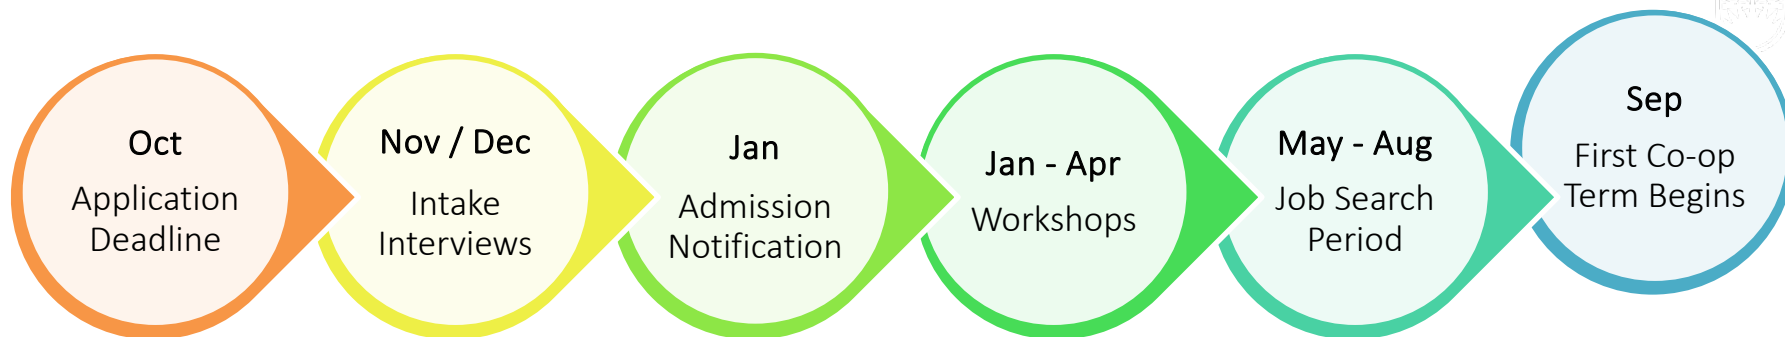 Oct
Application
Deadline
Nov / Dec
Intake
Interviews
Jan
Admission
Notification
Jan - Apr
Workshops
May - Aug
Job Search
Period
Sep
First Co-op
Term Begins